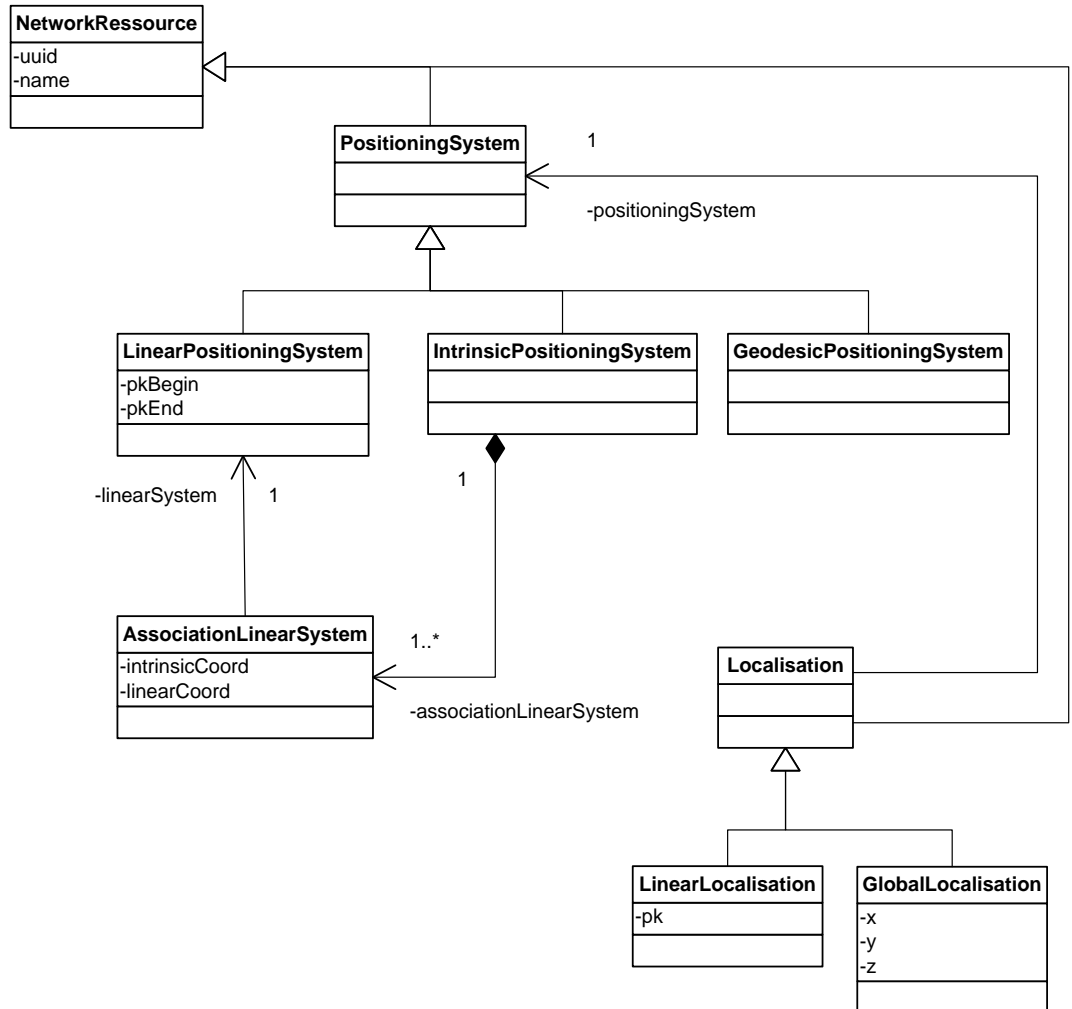 NetworkRessource
-uuid
-name
PositioningSystem
1
-positioningSystem
LinearPositioningSystem
-pkBegin
-pkEnd
IntrinsicPositioningSystem
GeodesicPositioningSystem
-linearSystem
1
1
AssociationLinearSystem
-intrinsicCoord
-linearCoord
1..*
-associationLinearSystem
Localisation
LinearLocalisation
-pk
GlobalLocalisation
-x
-y
-z